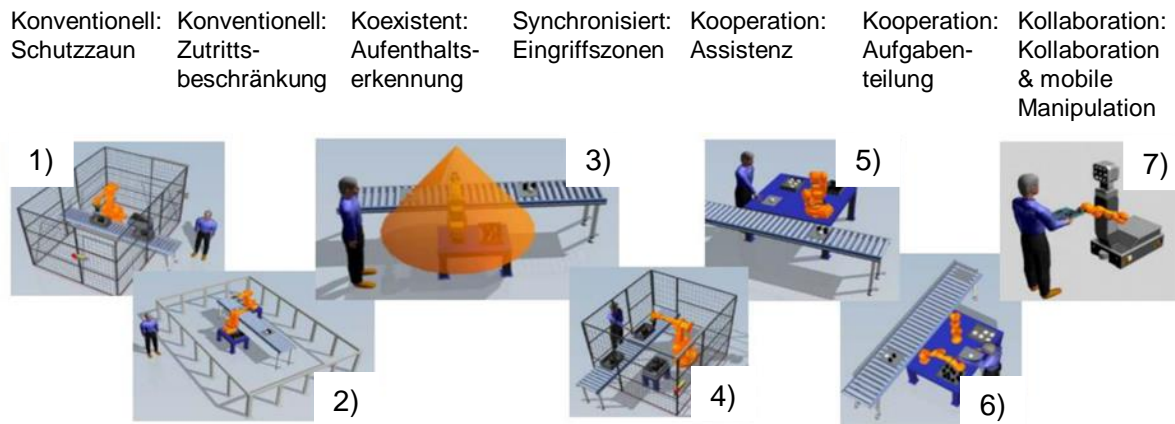 Konventionell:
Schutzzaun
Konventionell:
Zutritts-
beschränkung
Koexistent:
Aufenthalts-
erkennung
Synchronisiert:
Eingriffszonen
Kooperation:
Assistenz
Kooperation:
Aufgaben-
teilung
Kollaboration:
Kollaboration
& mobile
Manipulation
1)
2)
3)
4)
5)
6)
7)